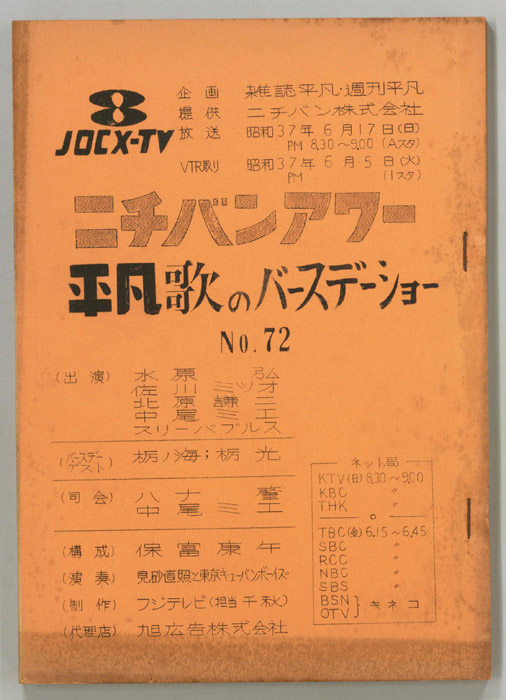 8
JOCX-TV
企画 雑誌平凡・週刊平凡
提供 ニチバン株式会社
放送 昭和37年6月17日(日)
PM 8.30~9.00 (Aスタ)
VTR取り 昭和37年6月5日(火)
PM (1スタ)
ニチバンアワー
平凡歌のバースデーショー
No.72
(出演) 水原弘
佐川ミツオ
北原謙二
中尾ミエ
スリーバブルス
(バースデーゲスト) 栃ノ海;栃光
(司会) ハナ肇
中尾ミエ
(構成) 保富康午
(演奏) 見砂直照と東京キューバンボーイズ
(制作) フジテレビ(担当千秋)
(代理店) 旭広告株式会社
ネット局
KTV(日)8.30~9.00
KBC 〃
THK 〃
TBC(金)6.15~6.45
SBC 〃
RCC 〃
NBC 〃
SBS 〃
BSN
OTV } キネコ